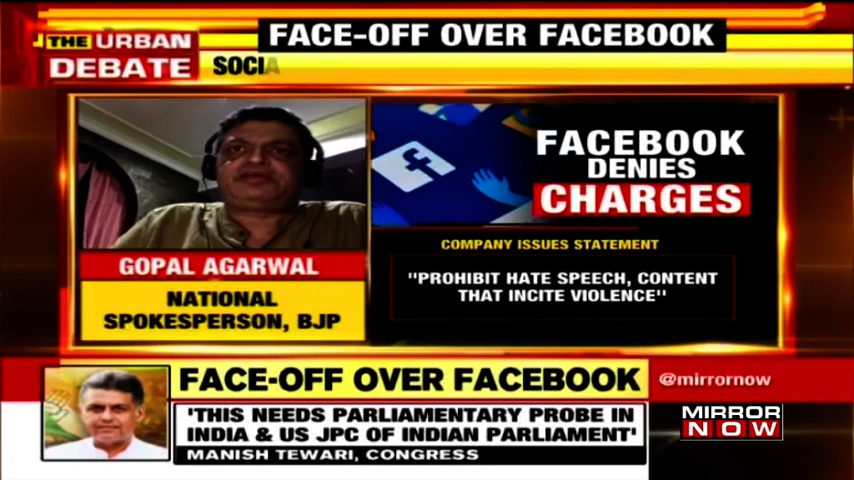 THE URBAN
DEBATE
FACE-OFF OVER FACEBOOK
SOCIA
f
FACEBOOK
DENIES
CHARGES
COMPANY ISSUES STATEMENT
"PROHIBIT HATE SPEECH, CONTENT
THAT INCITE VIOLENCE"
GOPAL AGARWAL
NATIONAL
SPOKESPERSON, BJP
FACE-OFF OVER FACEBOOK
@mirrornow
'THIS NEEDS PARLIAMENTARY PROBE IN
INDIA & US JPC OF INDIAN PARLIAMENT'
MANISH TEWARI, CONGRESS
MIRROR
NOW